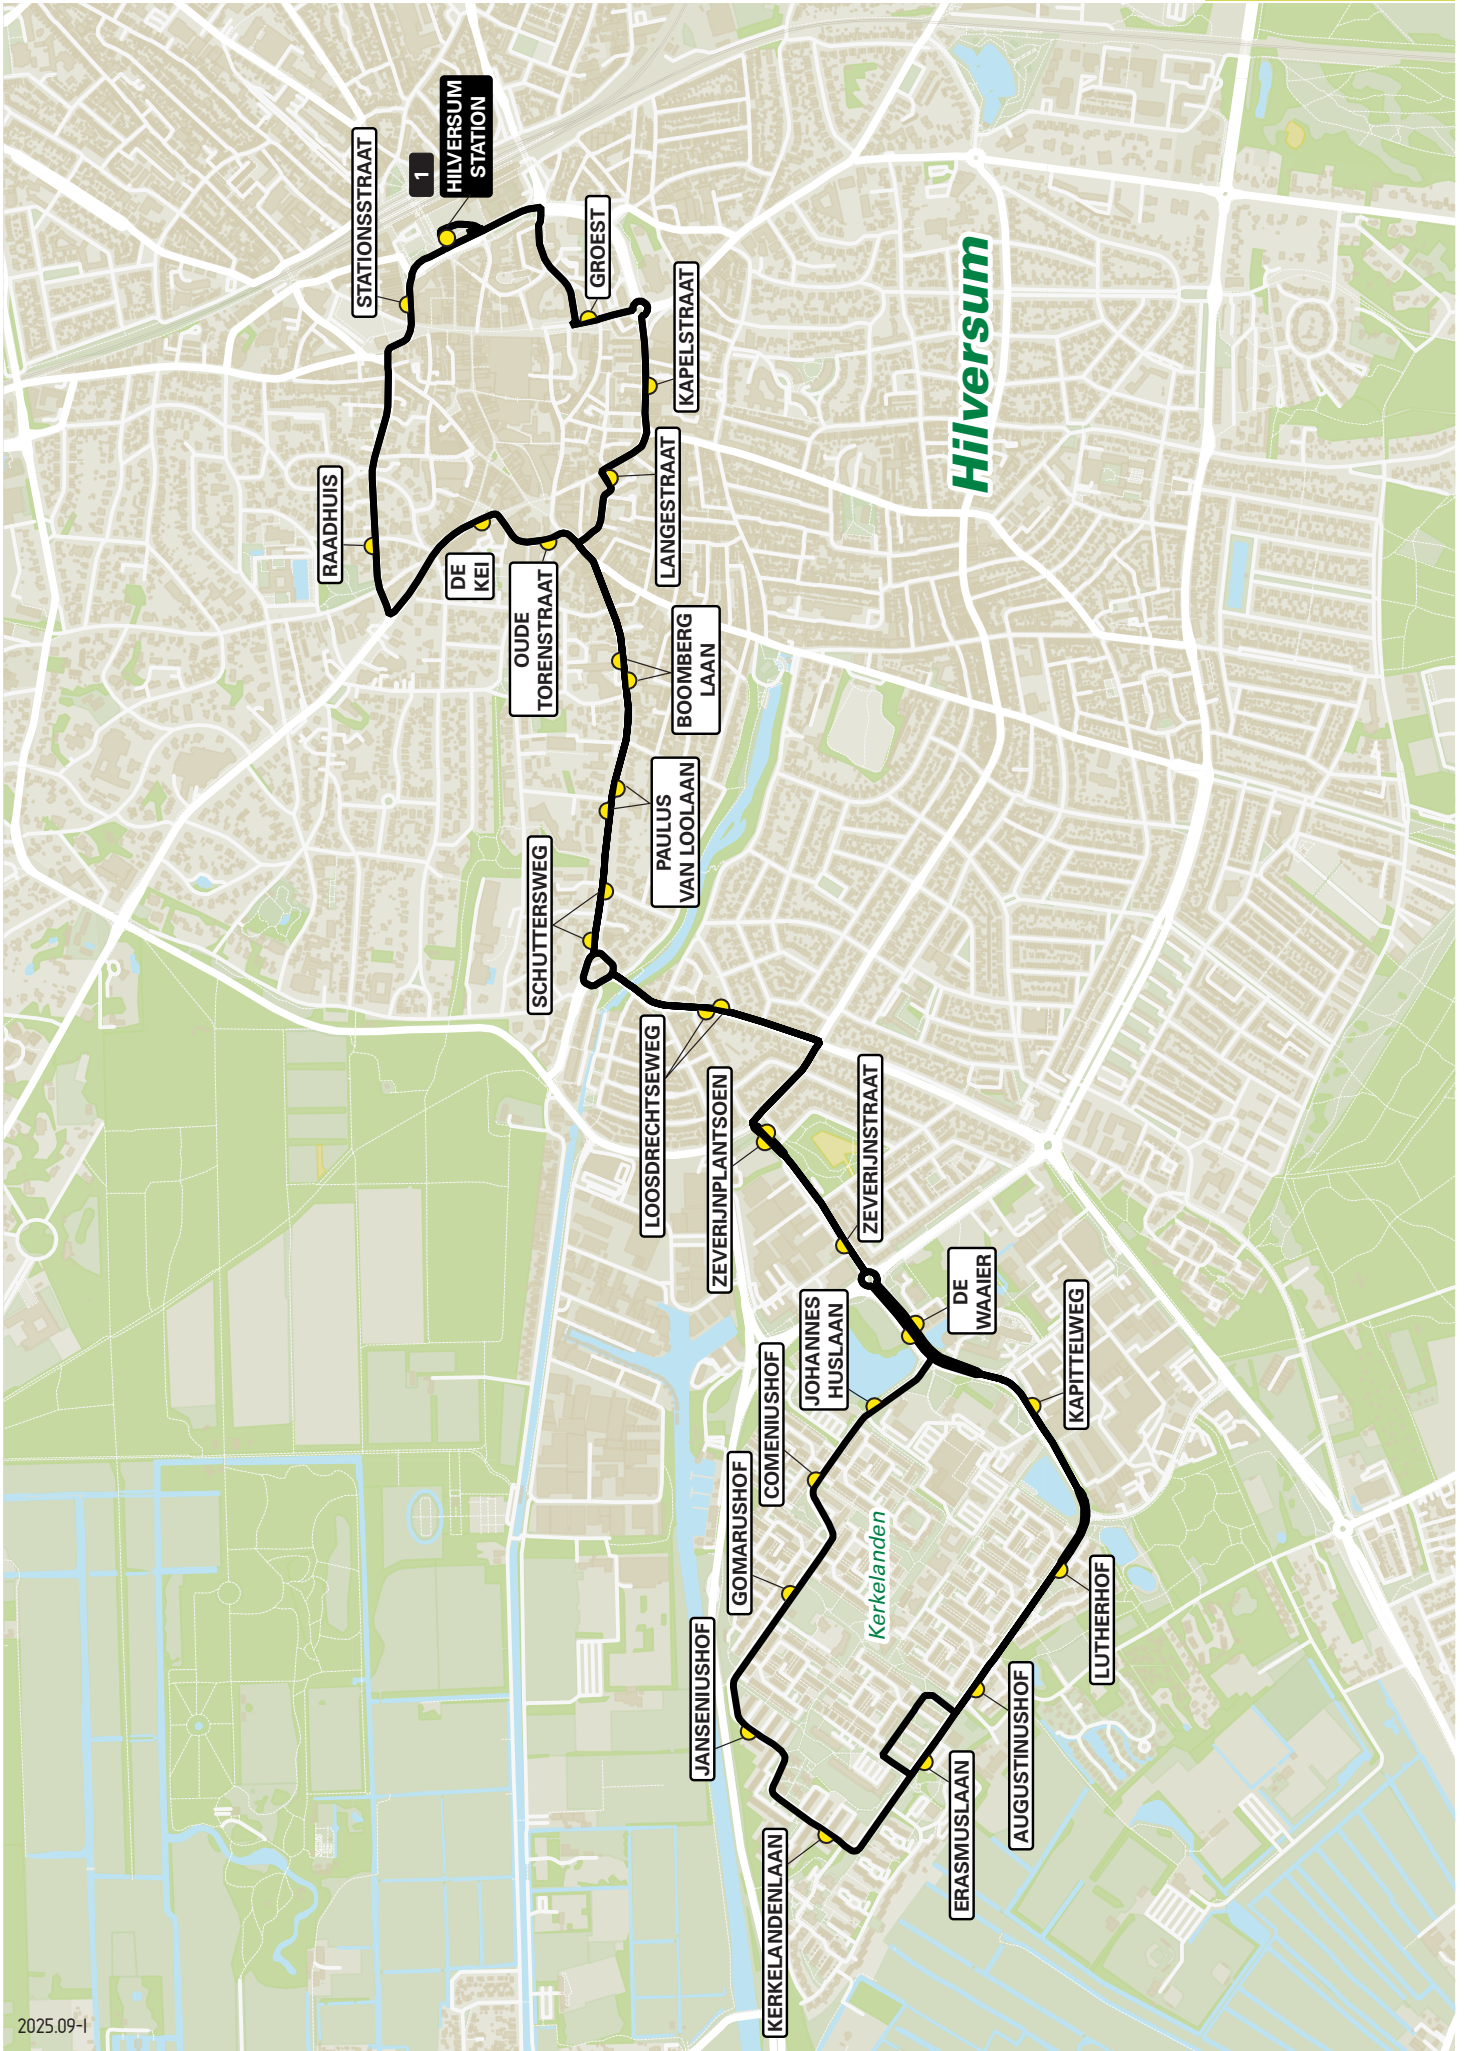 STATIONSSTRAAT
1
HILVERSUM
STATION
GROEST
KAPELSTRAAT
LANGESTRAAT
RAADHUIS
DE
KEI
OUDE
TORENSTRAAT
BOOMBERG
LAAN
PAULUS
VAN LOOLAAN
SCHUTTERSWEG
Hilversum
LOOSDRECHTSEWEG
ZEVERIJNPLANTSOEN
ZEVERIJNSTRAAT
DE
WAAIER
JOHANNES
HUSLAAN
KAPITTELWEG
COMENIUSHOF
GOMARUSHOF
Kerkelanden
JANSENIUSHOF
LUTHERHOF
AUGUSTINUSHOF
ERASMUSLAAN
KERKELANDENLAAN
2025.09-I